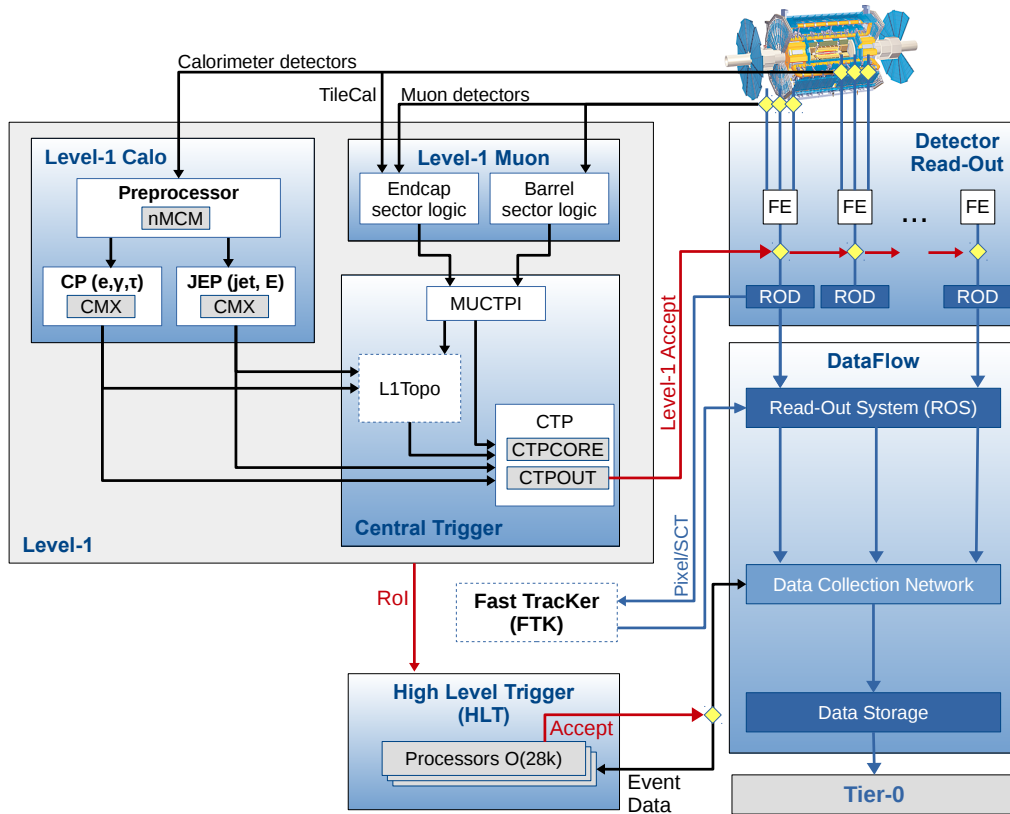 Calorimeter detectors
TileCal
Muon detectors
Level-1 Calo
Preprocessor
nMCM
CP (e,γ,τ)
CMX
JEP (jet, E)
CMX
Level-1 Muon
Endcap
sector logic
Barrel
sector logic
MUCTPI
L1Topo
CTP
CTPCORE
CTPOUT
Central Trigger
Level-1
Level-1 Accept
Detector
Read-Out
FE
FE
...
FE
ROD
ROD
ROD
DataFlow
Read-Out System (ROS)
Data Collection Network
Data Storage
Tier-0
Pixel/SCT
RoI
Fast TracKer
(FTK)
High Level Trigger
(HLT)
Accept
Processors O(28k)
Event
Data